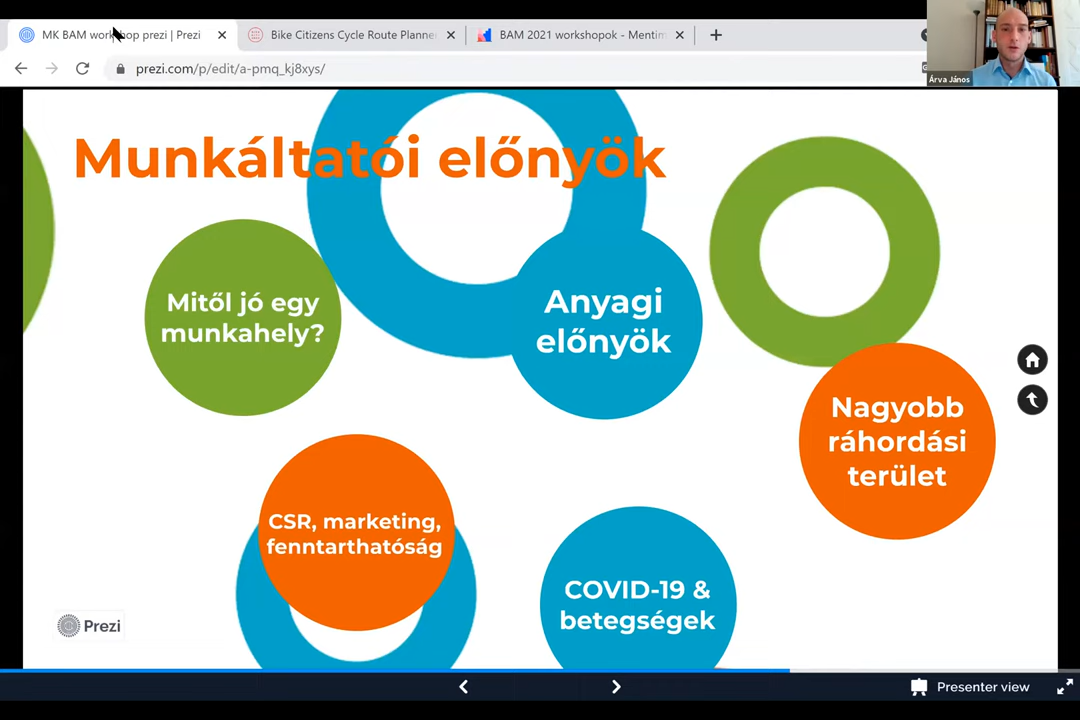 MK BAM workshop prezi | Prezi
Bike Citizens Cycle Route Planne
BAM 2021 workshopok - Mentim
prezi.com/p/edit/a-pmq_kj8xys/
Árva János
Munkáltatói előnyök
Mitől jó egy
munkahely?
Anyagi
előnyök
Nagyobb
ráhordási
terület
CSR, marketing,
fenntarthatóság
COVID-19 &
betegségek
Prezi
Presenter view